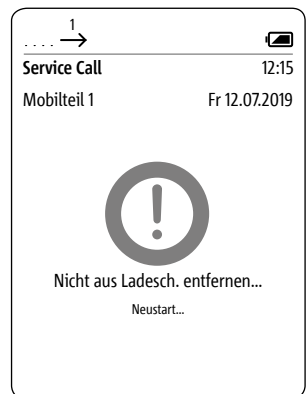 1
....
Service Call 12:15
Mobilteil 1 Fr 12.07.2019
!
Nicht aus Ladesch. entfernen...
Neustart...